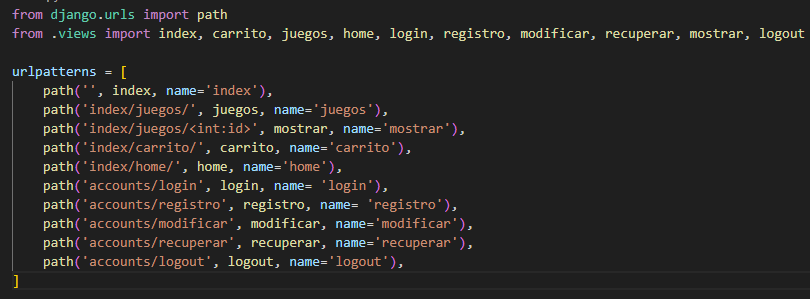 from django.urls import path
from .views import index, carrito, juegos, home, login, registro, modificar, recuperar, mostrar, logout
urlpatterns = [
    path('', index, name='index'),
    path('index/juegos/', juegos, name='juegos'),
    path('index/juegos/<int:id>', mostrar, name='mostrar'),
    path('index/carrito/', carrito, name='carrito'),
    path('index/home/', home, name='home'),
    path('accounts/login', login, name= 'login'),
    path('accounts/registro', registro, name= 'registro'),
    path('accounts/modificar', modificar, name='modificar'),
    path('accounts/recuperar', recuperar, name='recuperar'),
    path('accounts/logout', logout, name='logout'),
]